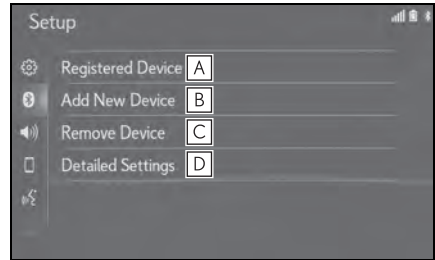 Setup
Registered Device A
Add New Device B
Remove Device C
Detailed Settings D